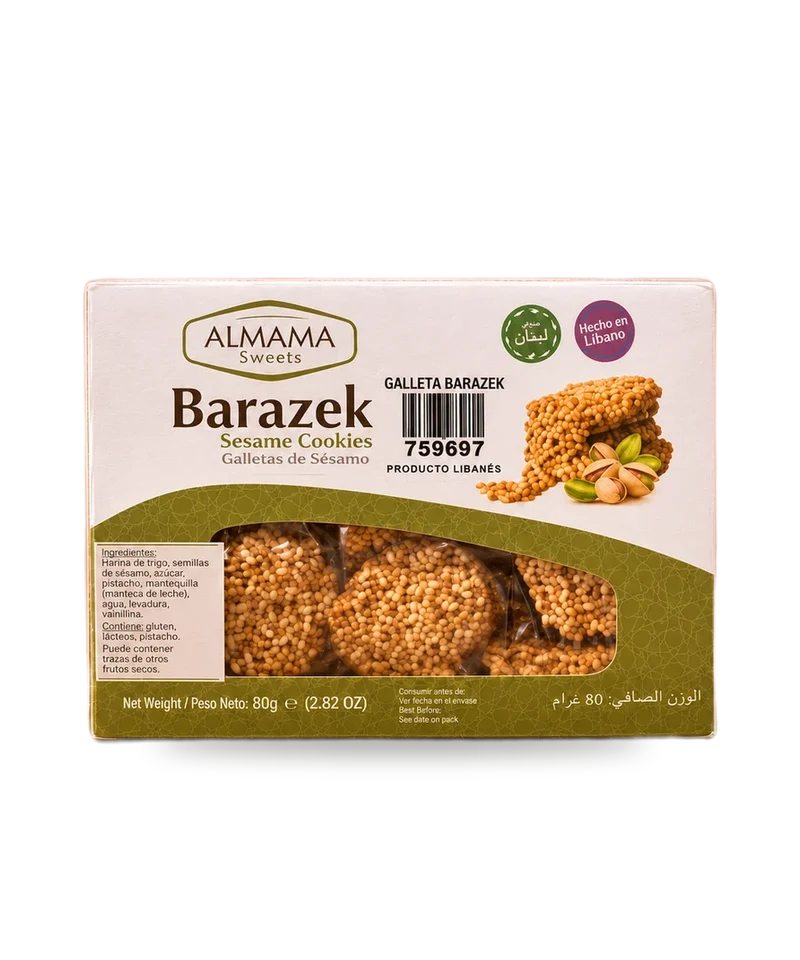 ALMAMA
Sweets
Barazek
Sesame Cookies
Galletas de Sésamo
GALLETA BARAZEK
759697
PRODUCTO LIBANÉS
صنع في
لبنان
Hecho en
Líbano
Ingredientes:
Harina de trigo, semillas
de sésamo, azúcar,
pistacho, mantequilla
(manteca de leche),
agua, levadura,
vainillina.
Contiene: gluten,
lácteos, pistacho.
Puede contener
trazas de otros
frutos secos.
Net Weight / Peso Neto: 80g ℮ (2.82 OZ)
Consumir antes de:
Ver fecha en el envase
Best Before:
See date on pack
الوزن الصافي: 80 غرام